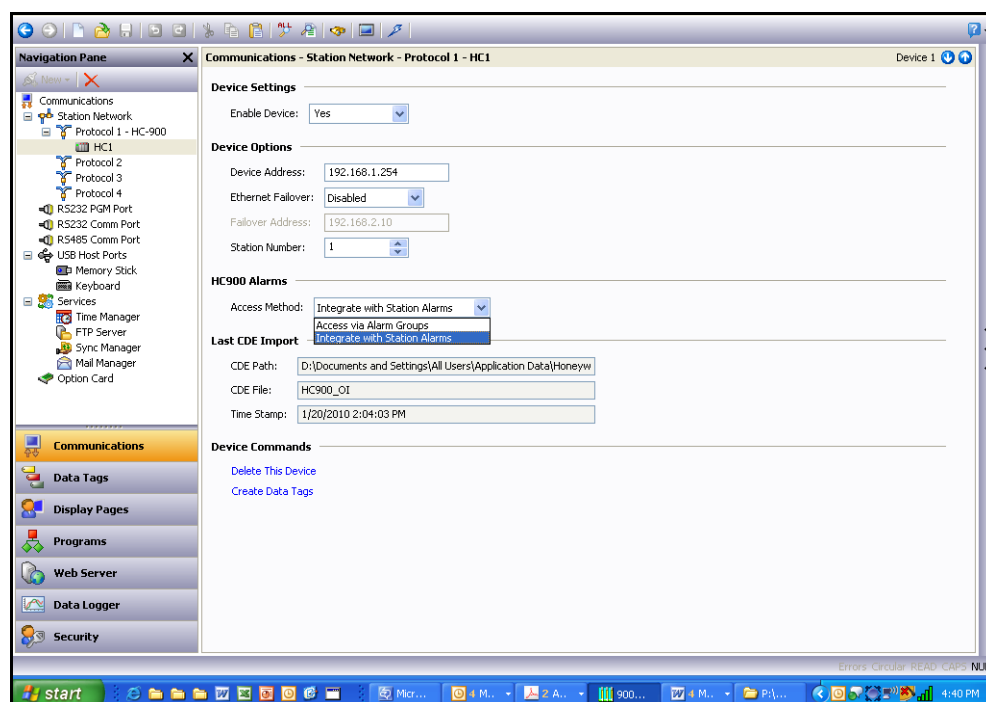 ALL
?
Navigation Pane X
New
Communications
Station Network
Protocol 1 - HC-900
HC1
Protocol 2
Protocol 3
Protocol 4
RS232 PGM Port
RS232 Comm Port
RS485 Comm Port
USB Host Ports
Memory Stick
Keyboard
Services
Time Manager
FTP Server
Sync Manager
Mail Manager
Option Card
Communications
Data Tags
Display Pages
Programs
Web Server
Data Logger
Security
Communications - Station Network - Protocol 1 - HC1 Device 1
Device Settings
Enable Device: Yes
Device Options
Device Address: 192.168.1.254
Ethernet Failover: Disabled
Failover Address: 192.168.2.10
Station Number: 1
HC900 Alarms
Access Method: Integrate with Station Alarms
Access via Alarm Groups
Integrate with Station Alarms
Last CDE Import
CDE Path: D:\Documents and Settings\All Users\Application Data\Honeyw
CDE File: HC900_OI
Time Stamp: 1/20/2010 2:04:03 PM
Device Commands
Delete This Device
Create Data Tags
Errors Circular READ CAPS NU
start Micr... 4 M.. 2 A.. 900... 4 M.. P:\... 4:40 PM